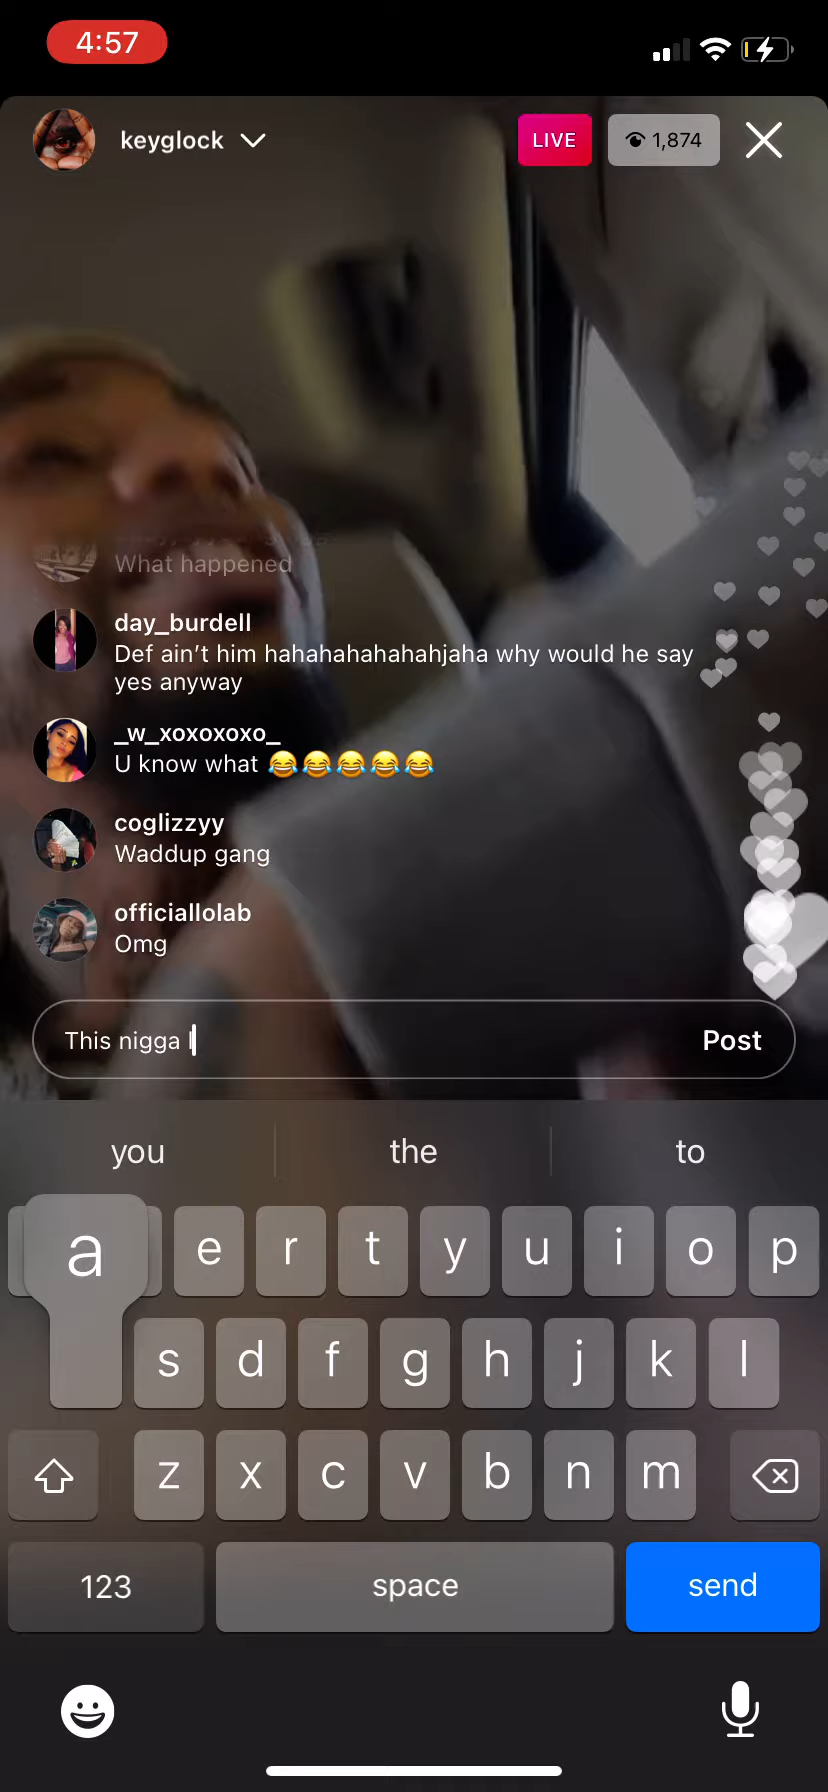 4:57
keyglock
LIVE
1,874
What happened
day_burdell
Def ain’t him hahahahahahahjaha why would he say
yes anyway
_w_xoxoxoxo_
U know what 😂😂😂😂😂
coglizzyy
Waddup gang
officiallolab
Omg
This nigga
Post
you the to
a e r t y u i o p
s d f g h j k l
z x c v b n m
123 space send